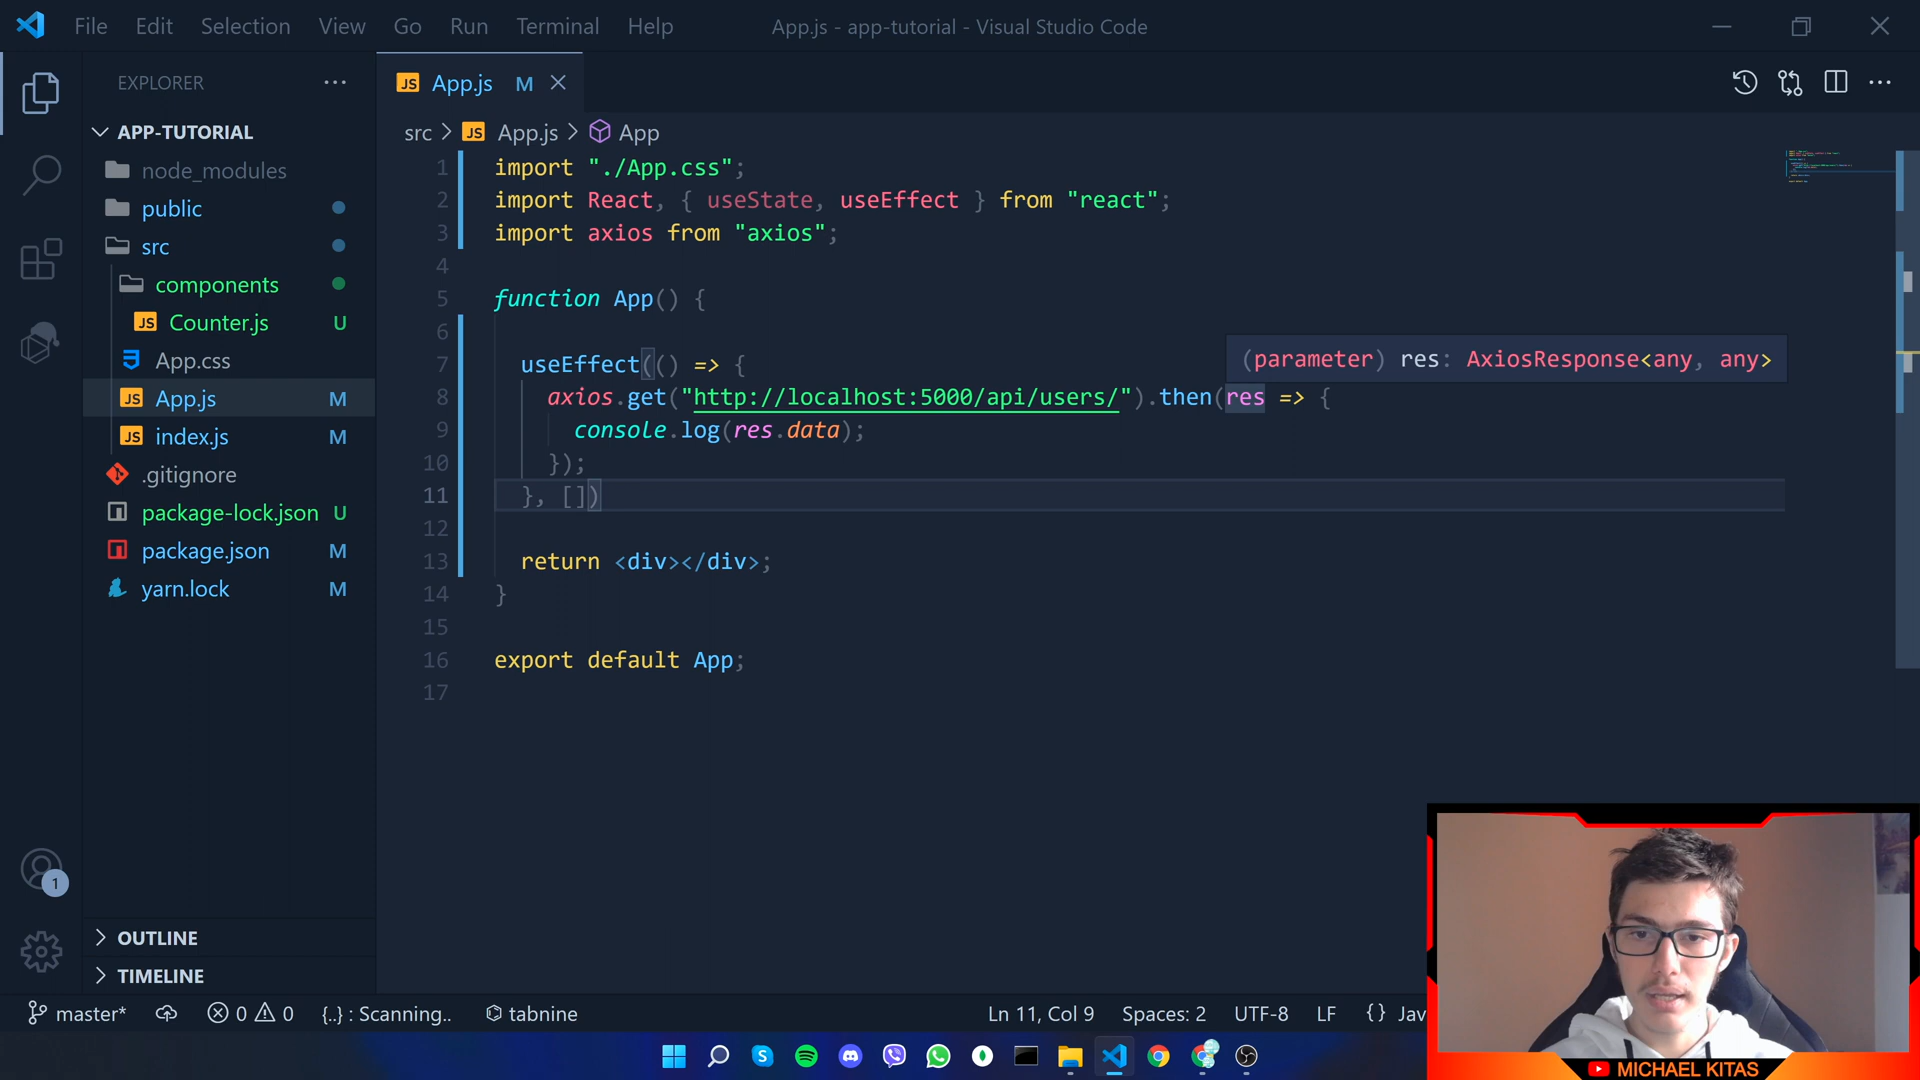 File Edit Selection View Go Run Terminal Help
App.js - app-tutorial - Visual Studio Code
EXPLORER
JS App.js M
APP-TUTORIAL
node_modules
public
src
components
JS Counter.js U
App.css
JS App.js M
JS index.js M
.gitignore
package-lock.json U
package.json M
yarn.lock M
OUTLINE
TIMELINE
1
src > JS App.js > App
1 import "./App.css";
2 import React, { useState, useEffect } from "react";
3 import axios from "axios";
4
5 function App() {
6
(parameter) res: AxiosResponse<any, any>
7 useEffect(() => {
8 axios.get("http://localhost:5000/api/users/").then(res => {
9 console.log(res.data);
10 });
11 }, [])
12
13 return <div></div>;
14 }
15
16 export default App;
17
master* 0 0 {..} : Scanning.. tabnine Ln 11, Col 9 Spaces: 2 UTF-8 LF {} Jav
MICHAEL KITAS